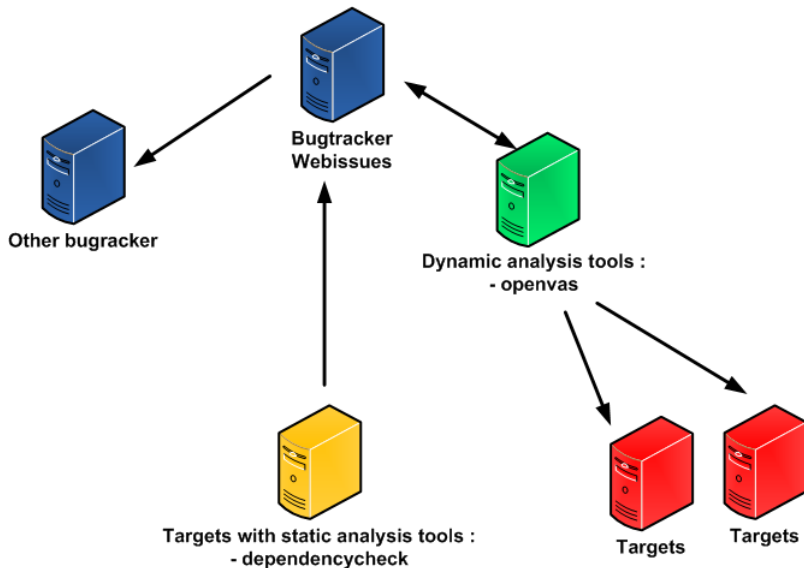 Bugtracker
Webissues
Other bugracker
Dynamic analysis tools :
- openvas
Targets with static analysis tools :
- dependencycheck
Targets
Targets